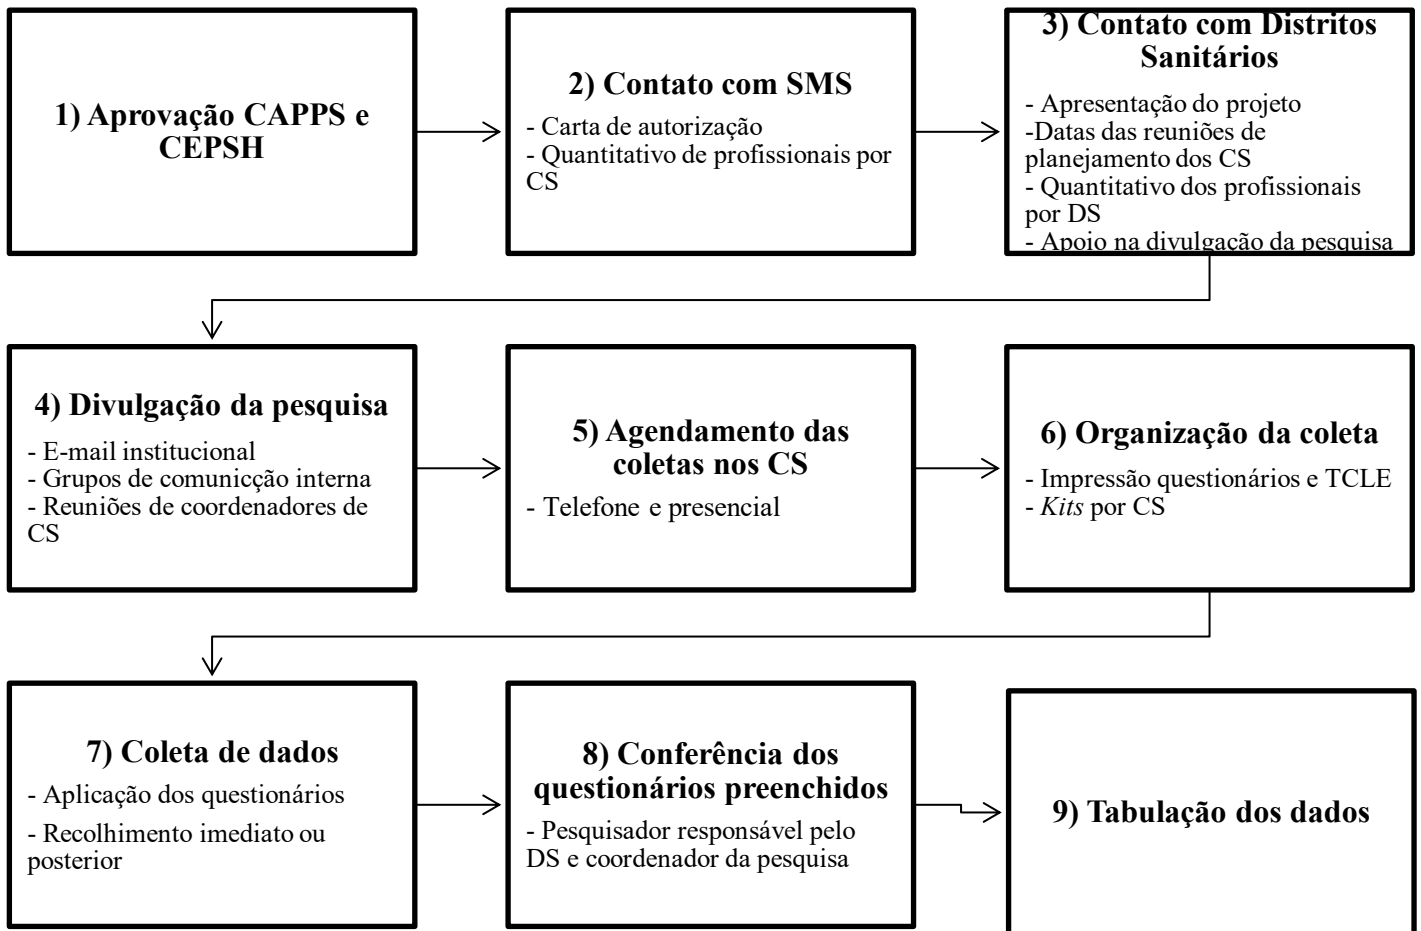 1) Aprovação CAPPS e
CEPSH
2) Contato com SMS
- Carta de autorização
- Quantitativo de profissionais por
CS
3) Contato com Distritos
Sanitários
- Apresentação do projeto
-Datas das reuniões de
planejamento dos CS
- Quantitativo dos profissionais
por DS
- Apoio na divulgação da pesquisa
4) Divulgação da pesquisa
- E-mail institucional
- Grupos de comunicção interna
- Reuniões de coordenadores de
CS
5) Agendamento das
coletas nos CS
- Telefone e presencial
6) Organização da coleta
- Impressão questionários e TCLE
- Kits por CS
7) Coleta de dados
- Aplicação dos questionários
- Recolhimento imediato ou
posterior
8) Conferência dos
questionários preenchidos
- Pesquisador responsável pelo
DS e coordenador da pesquisa
9) Tabulação dos dados